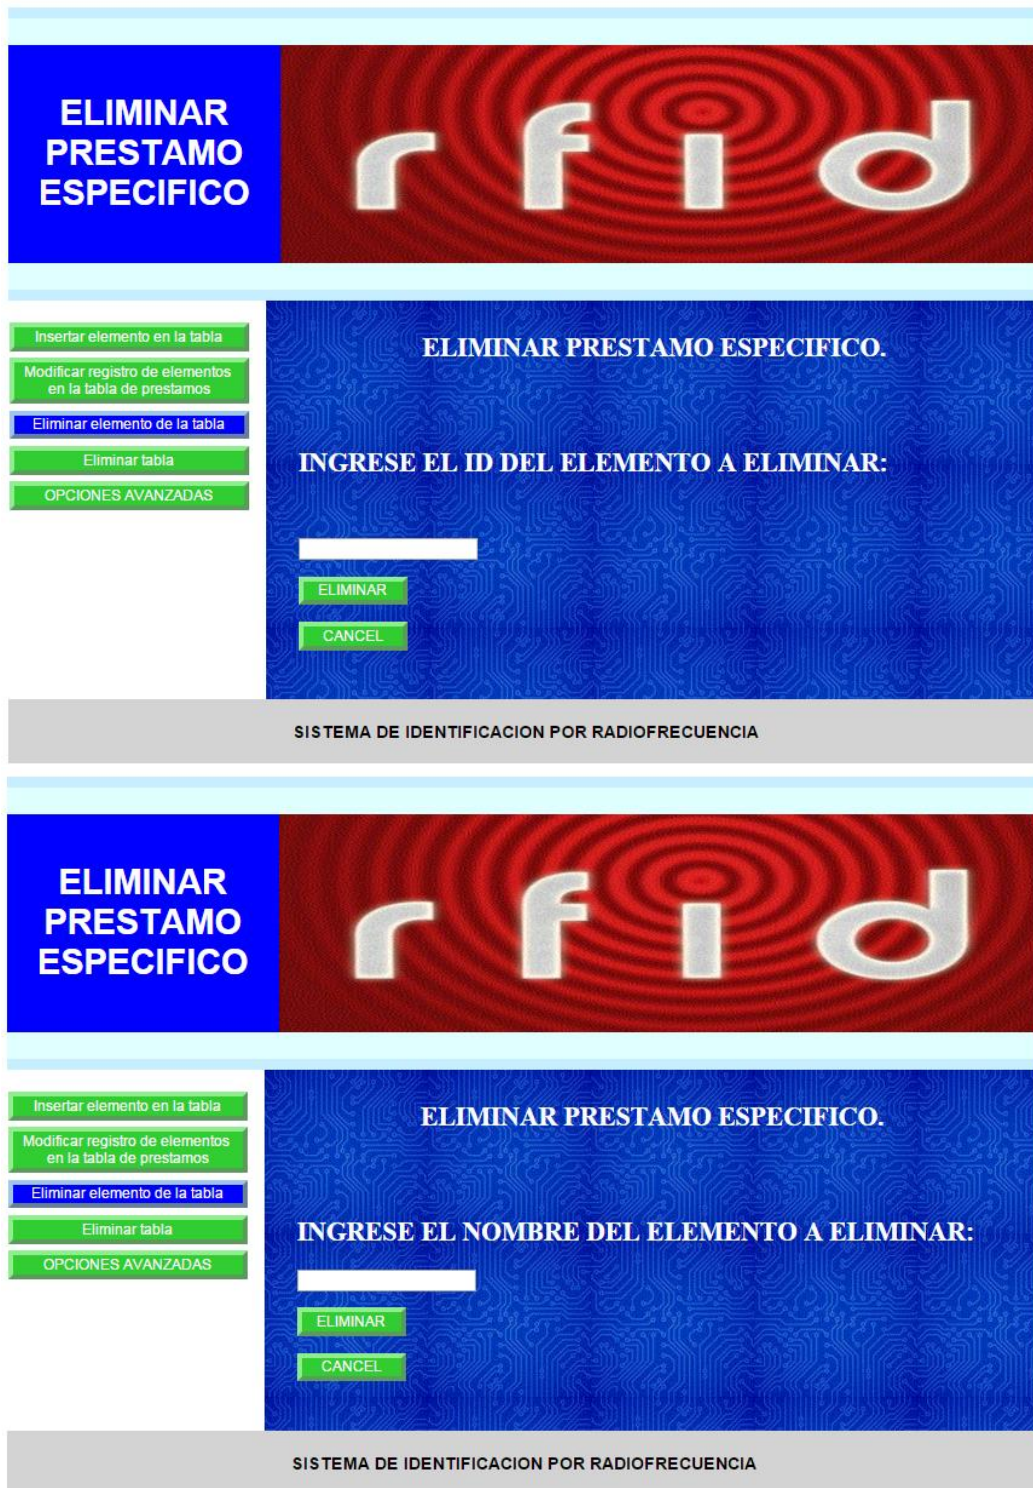 ELIMINAR
PRESTAMO
ESPECIFICO
rfid
Insertar elemento en la tabla
Modificar registro de elementos
en la tabla de prestamos
Eliminar elemento de la tabla
Eliminar tabla
OPCIONES AVANZADAS
ELIMINAR PRESTAMO ESPECIFICO.
INGRESE EL ID DEL ELEMENTO A ELIMINAR:
ELIMINAR
CANCEL
SISTEMA DE IDENTIFICACION POR RADIOFRECUENCIA
ELIMINAR
PRESTAMO
ESPECIFICO
rfid
Insertar elemento en la tabla
Modificar registro de elementos
en la tabla de prestamos
Eliminar elemento de la tabla
Eliminar tabla
OPCIONES AVANZADAS
ELIMINAR PRESTAMO ESPECIFICO.
INGRESE EL NOMBRE DEL ELEMENTO A ELIMINAR:
ELIMINAR
CANCEL
SISTEMA DE IDENTIFICACION POR RADIOFRECUENCIA